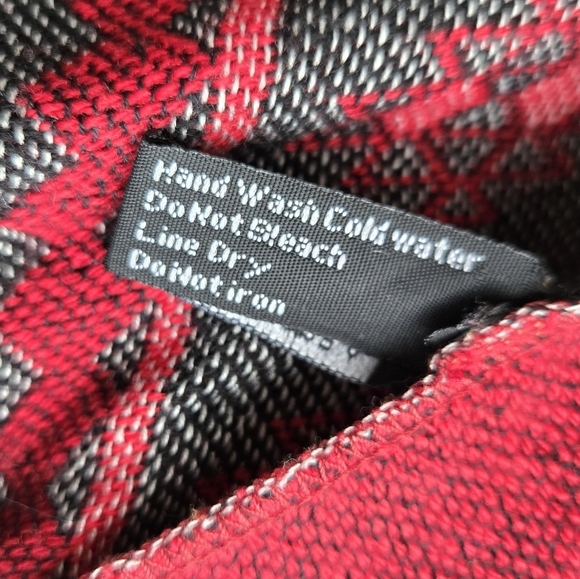 Hand Wash Cold water
Do Not Bleach
Line Dry
Do Not iron